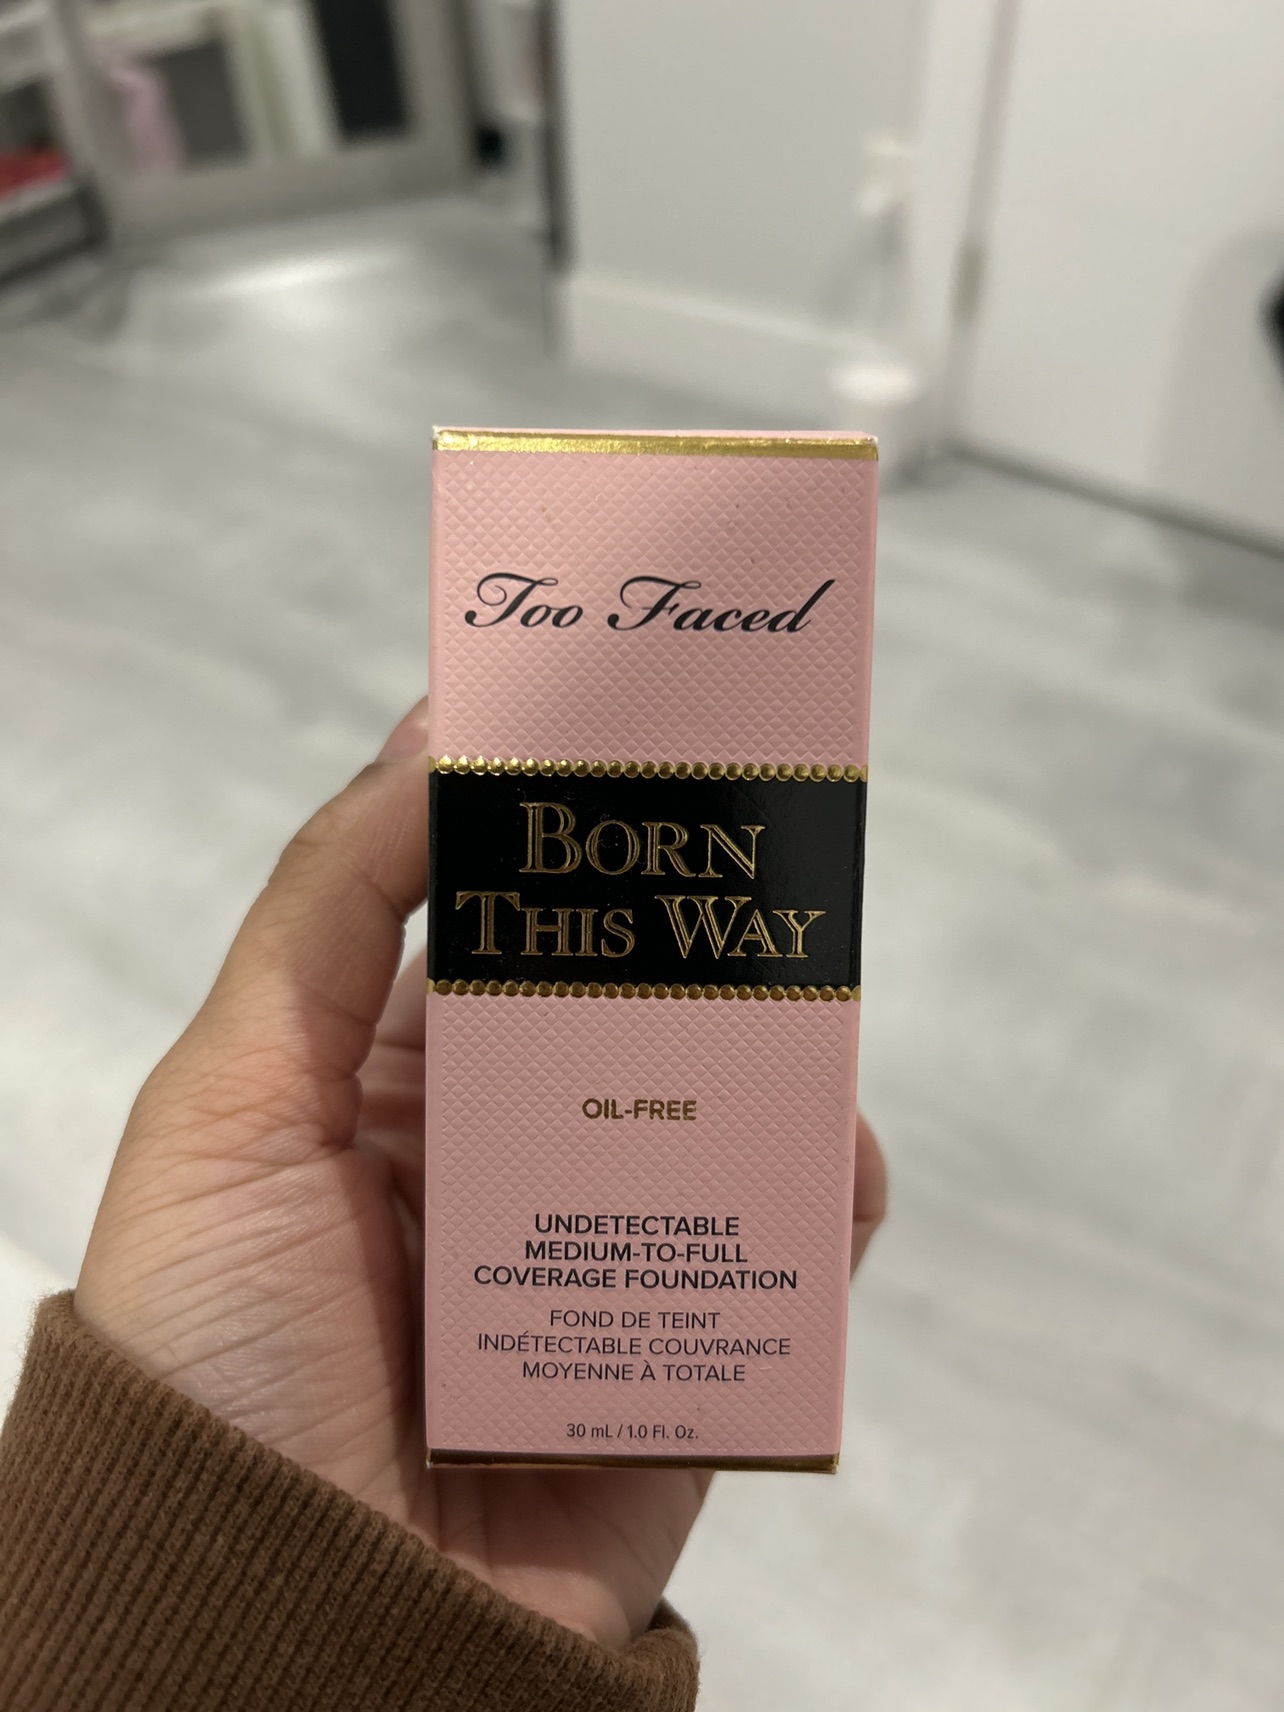 Too Faced
BORN
THIS WAY
OIL-FREE
UNDETECTABLE
MEDIUM-TO-FULL
COVERAGE FOUNDATION
FOND DE TEINT
INDÉTECTABLE COUVRANCE
MOYENNE À TOTALE
30 mL / 1.0 Fl. Oz.